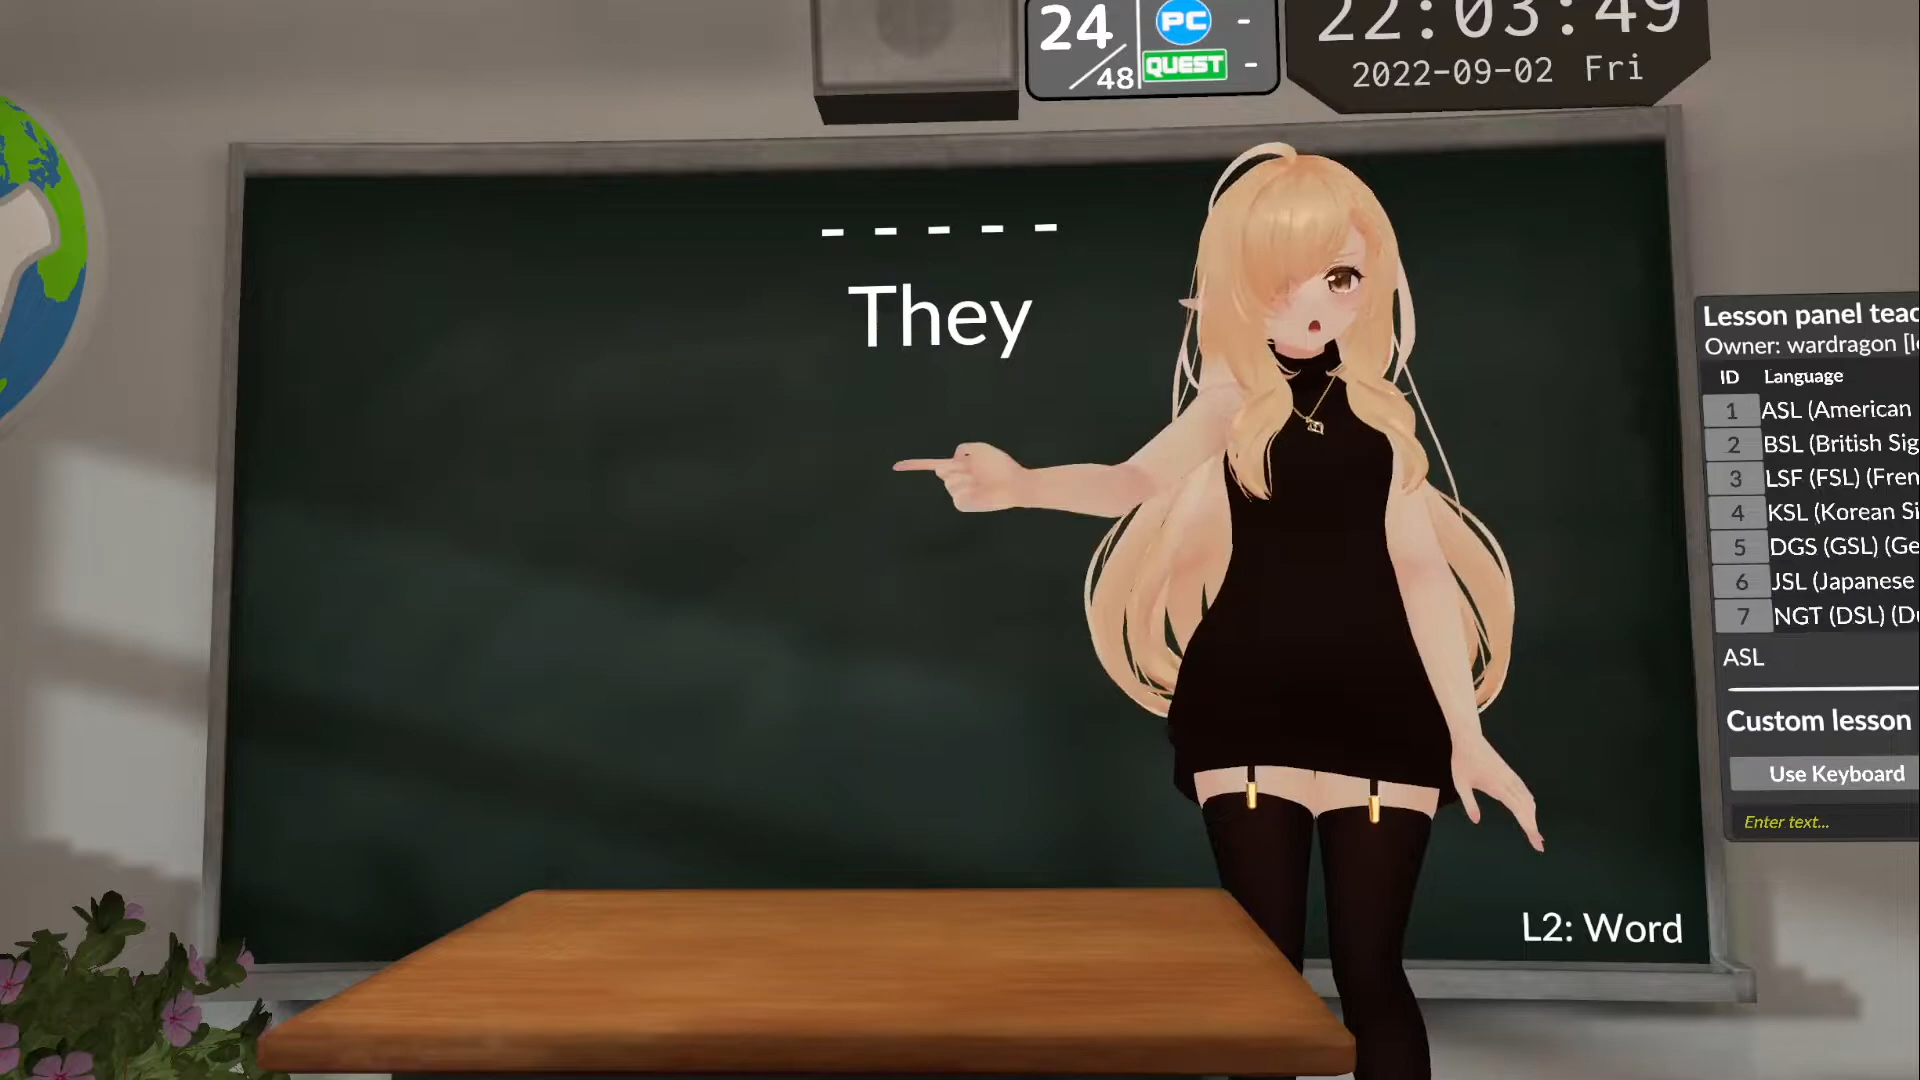 24
/48
PC -
QUEST -
22:03:49
2022-09-02 Fri
- - - - -
They
Lesson panel
Owner: wardragon
ID Language
1 ASL (American
2 BSL (British
3 LSF (FSL)
4 KSL (Korean
5 DGS (GSL)
6 JSL (Japanese
7 NGT (DSL)
ASL
Custom lesson
Use Keyboard
Enter text...
L2: Word